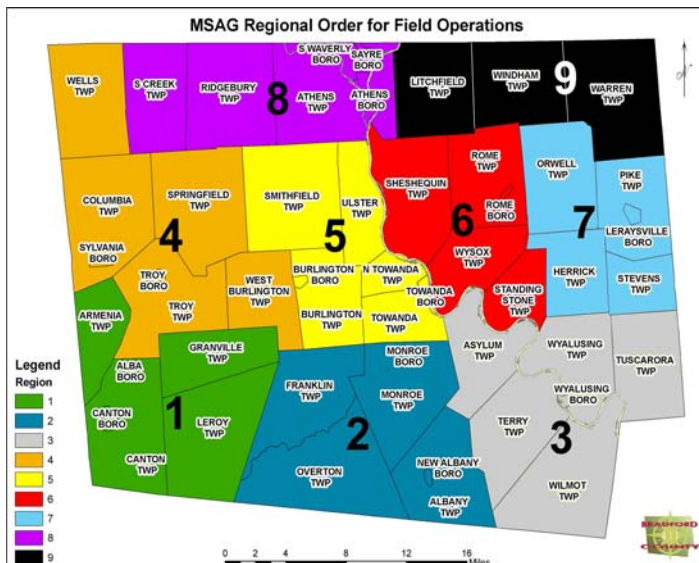 MSAG Regional Order for Field Operations
WELLS
TWP
S CREEK
TWP
RIDGEBURY
TWP
8
S WAVERLY
BORO
SAYRE
BORO
ATHENS
TWP
ATHENS
BORO
LITCHFIELD
TWP
WINDHAM
TWP
9
WARREN
TWP
COLUMBIA
TWP
SPRINGFIELD
TWP
SMITHFIELD
TWP
ULSTER
TWP
SHESHEQUIN
TWP
ROME
TWP
ROME
BORO
ORWELL
TWP
PIKE
TWP
SYLVANIA
BORO
4
5
6
7
LERAYSVILLE
BORO
WYSOX
TWP
TROY
BORO
TROY
TWP
WEST
BURLINGTON
TWP
BURLINGTON
BORO
N TOWANDA
TWP
TOWANDA
BORO
STANDING
STONE
TWP
HERRICK
TWP
STEVENS
TWP
ARMENIA
TWP
BURLINGTON
TWP
TOWANDA
TWP
GRANVILLE
TWP
ALBA
BORO
MONROE
BORO
ASYLUM
TWP
WYALUSING
TWP
TUSCARORA
TWP
FRANKLIN
TWP
MONROE
TWP
WYALUSING
BORO
CANTON
BORO
1
LEROY
TWP
2
TERRY
TWP
3
CANTON
TWP
OVERTON
TWP
NEW ALBANY
BORO
ALBANY
TWP
WILMOT
TWP
Legend
Region
1
2
3
4
5
6
7
8
9
0 2 4 8 12 16
Miles
BRADFORD
COUNTY